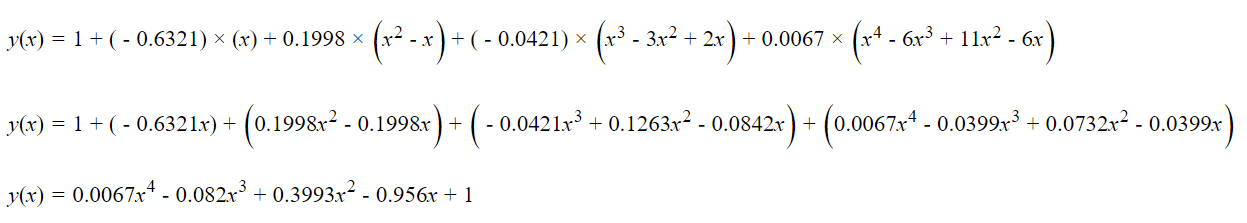 y(x) = 1 + ( - 0.6321) × (x) + 0.1998 × (x² - x) + ( - 0.0421) × (x³ - 3x² + 2x) + 0.0067 × (x⁴ - 6x³ + 11x² - 6x)
y(x) = 1 + ( - 0.6321x) + (0.1998x² - 0.1998x) + ( - 0.0421x³ + 0.1263x² - 0.0842x) + (0.0067x⁴ - 0.0399x³ + 0.0732x² - 0.0399x)
y(x) = 0.0067x⁴ - 0.082x³ + 0.3993x² - 0.956x + 1